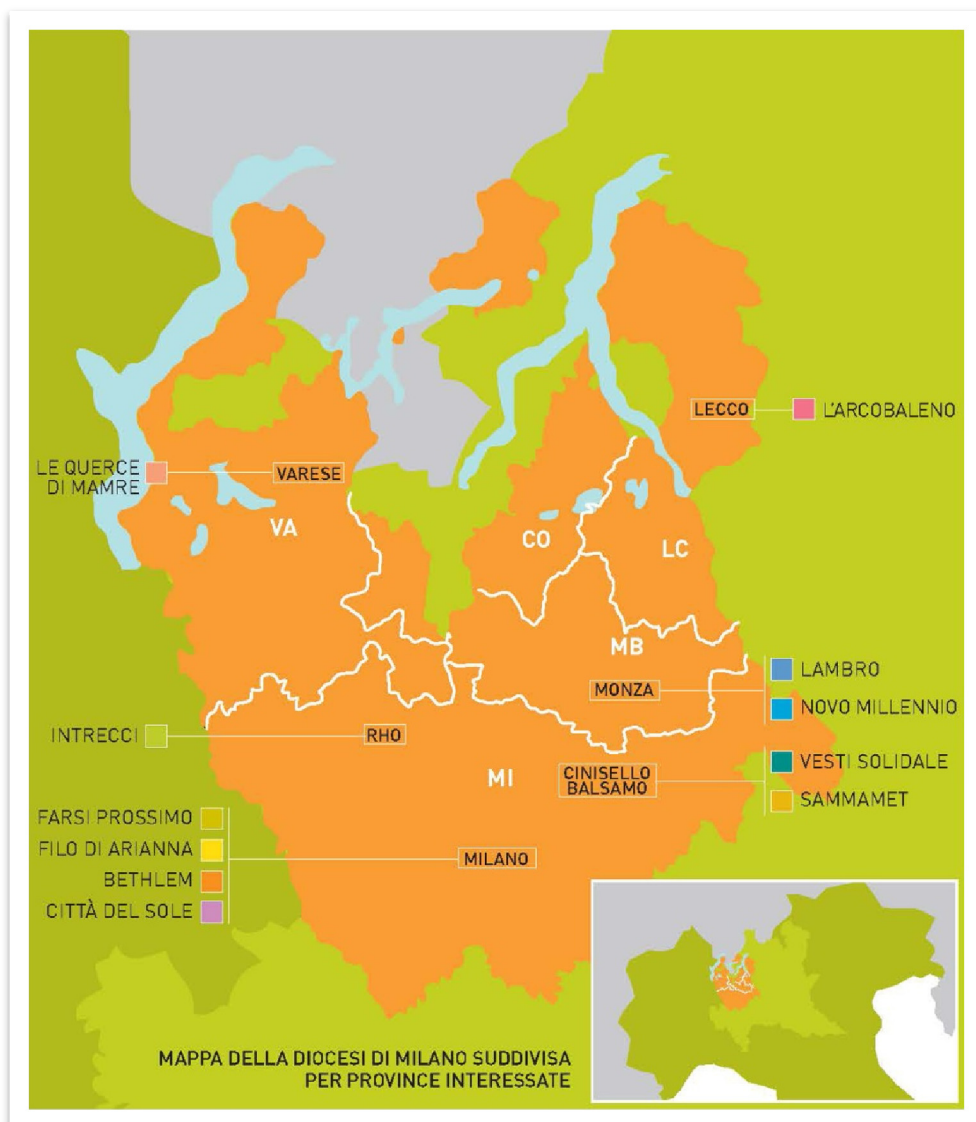 LECCO
L'ARCOBALENO
LE QUERCE
DI MAMRE
VARESE
VA
CO
LC
MB
MONZA
LAMBRO
NOVO MILLENNIO
INTRECCI
RHO
MI
CINISELLO
BALSAMO
VESTI SOLIDALE
SAMMAMET
FARSI PROSSIMO
FILO DI ARIANNA
BETHLEM
CITTÀ DEL SOLE
MILANO
MAPPA DELLA DIOCESI DI MILANO SUDDIVISA
PER PROVINCE INTERESSATE